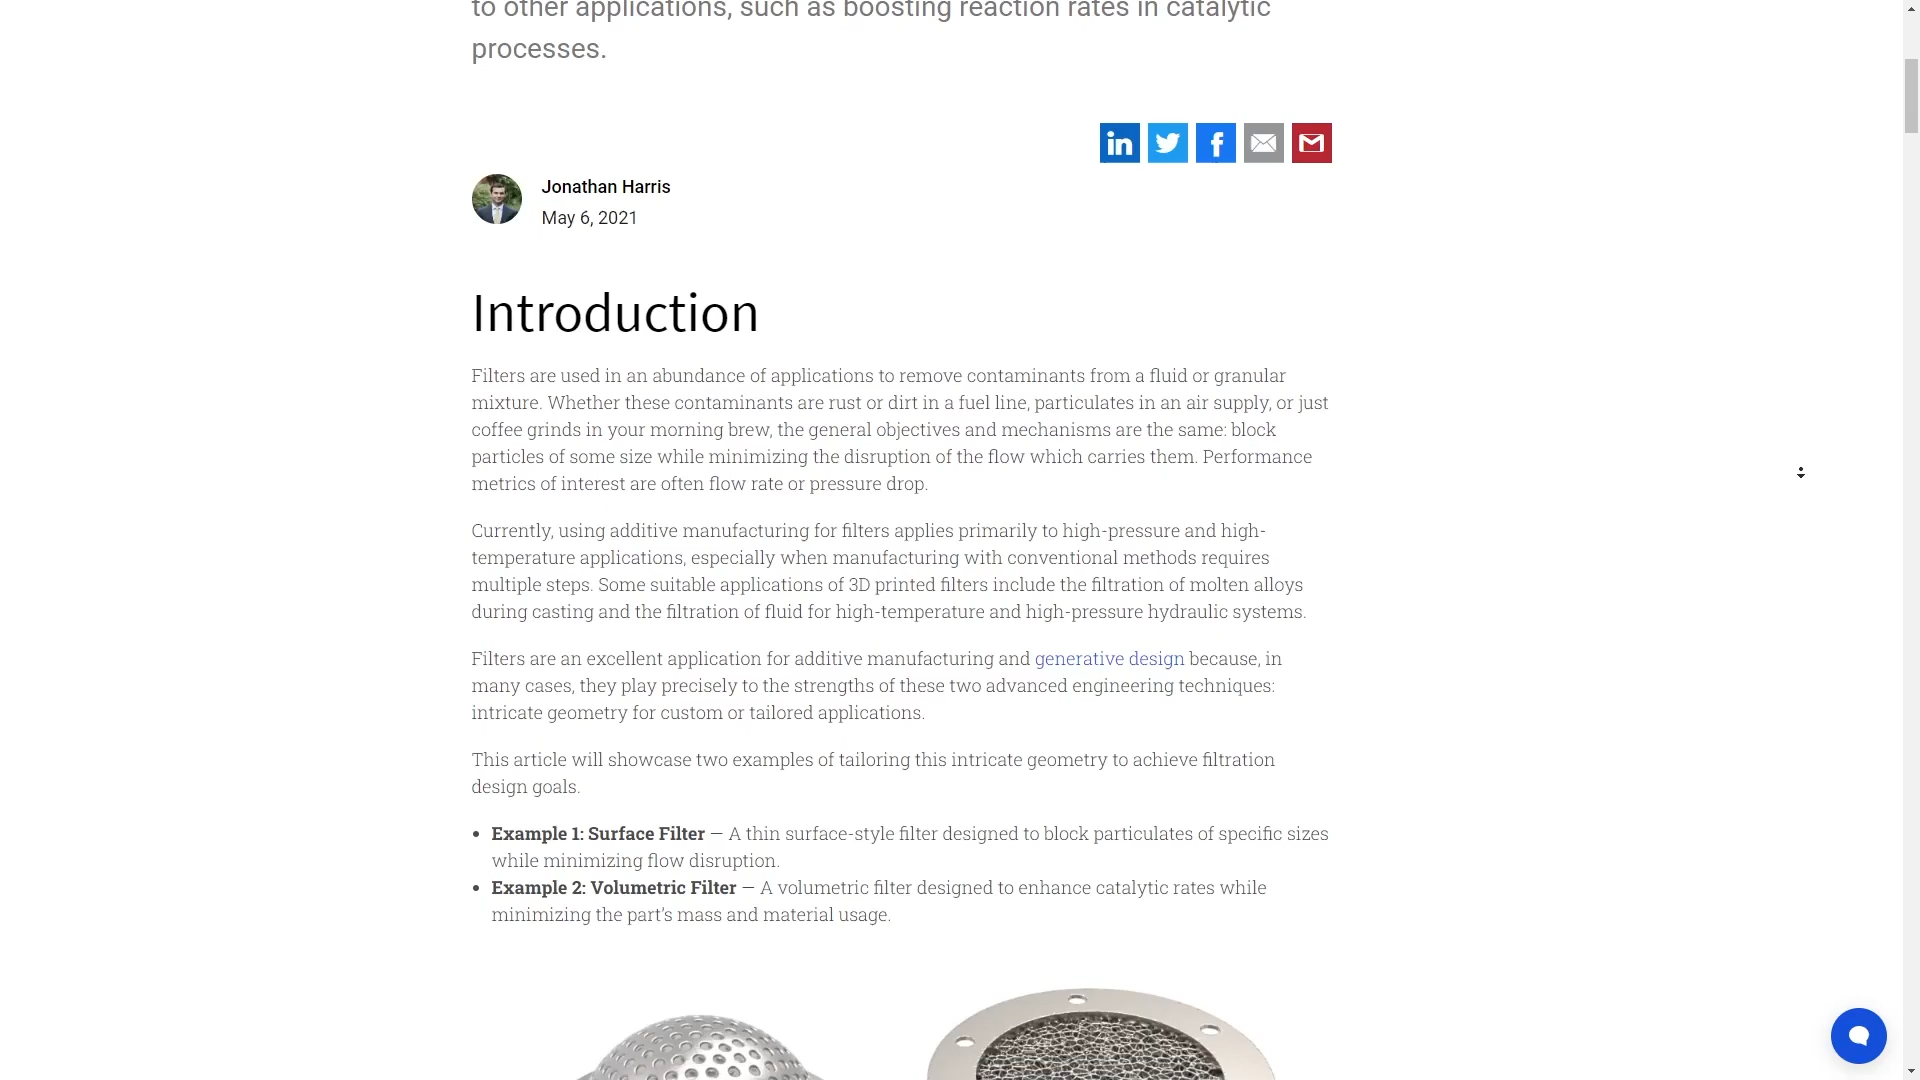 to other applications, such as boosting reaction rates in catalytic
processes.
Jonathan Harris
May 6, 2021
Introduction
Filters are used in an abundance of applications to remove contaminants from a fluid or granular
mixture. Whether these contaminants are rust or dirt in a fuel line, particulates in an air supply, or just
coffee grinds in your morning brew, the general objectives and mechanisms are the same: block
particles of some size while minimizing the disruption of the flow which carries them. Performance
metrics of interest are often flow rate or pressure drop.
Currently, using additive manufacturing for filters applies primarily to high-pressure and high-
temperature applications, especially when manufacturing with conventional methods requires
multiple steps. Some suitable applications of 3D printed filters include the filtration of molten alloys
during casting and the filtration of fluid for high-temperature and high-pressure hydraulic systems.
Filters are an excellent application for additive manufacturing and generative design because, in
many cases, they play precisely to the strengths of these two advanced engineering techniques:
intricate geometry for custom or tailored applications.
This article will showcase two examples of tailoring this intricate geometry to achieve filtration
design goals.
• Example 1: Surface Filter — A thin surface-style filter designed to block particulates of specific sizes
while minimizing flow disruption.
• Example 2: Volumetric Filter — A volumetric filter designed to enhance catalytic rates while
minimizing the part’s mass and material usage.